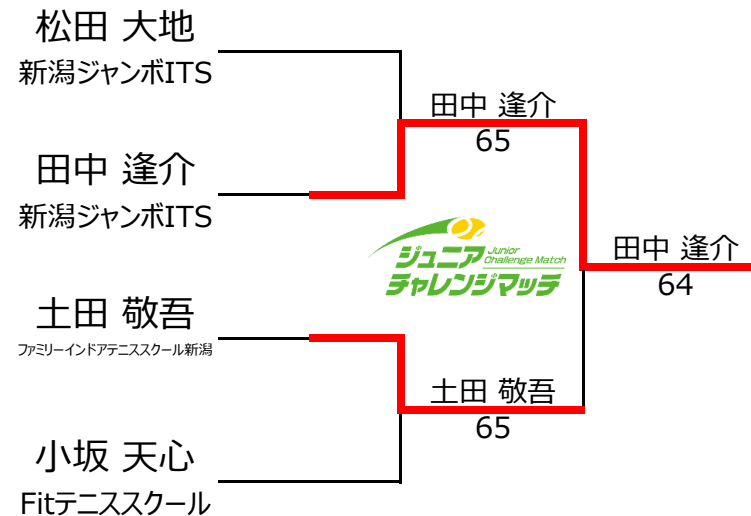 松田 大地
新潟ジャンボITS
田中 逢介
65
田中 逢介
新潟ジャンボITS
ジュニア Junior Challenge Match
チャレンジマッチ
田中 逢介
64
土田 敬吾
ファミリーインドアテニススクール新潟
土田 敬吾
65
小坂 天心
Fitテニススクール